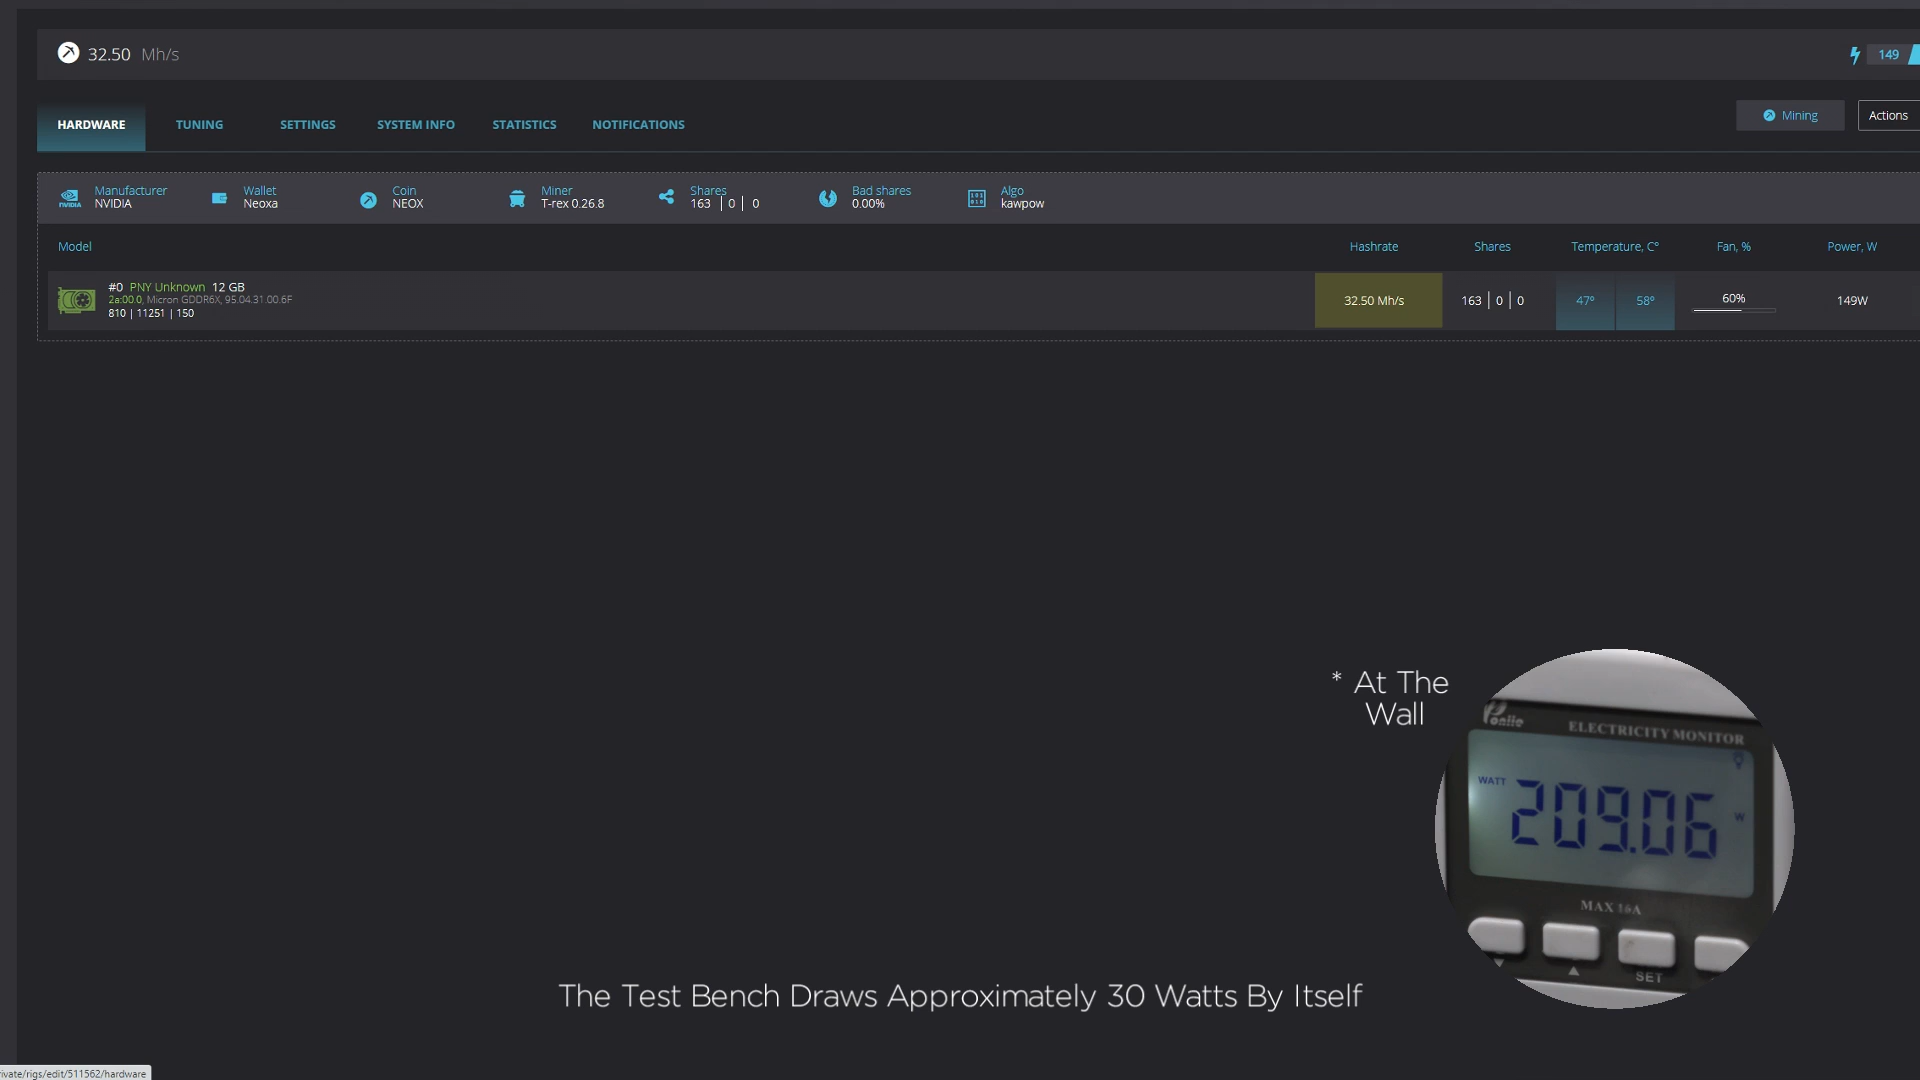 32.50 Mh/s
149
HARDWARE TUNING SETTINGS SYSTEM INFO STATISTICS NOTIFICATIONS
Mining Actions
Manufacturer Wallet Coin Miner Shares Bad shares Algo
NVIDIA Neoxa NEOX T-rex 0.26.8 163 | 0 | 0 0.00% kawpow
Model Hashrate Shares Temperature, C° Fan, % Power, W
#0 PNY Unknown 12 GB
2a:00.0, Micron GDDR6X, 95.04.31.00.6F
810 | 11251 | 150
32.50 Mh/s 163 | 0 | 0 47° 58° 60% 149W
* At The
Wall
Poniie ELECTRICITY MONITOR
WATT 209.06 W
MAX 16A
SET
The Test Bench Draws Approximately 30 Watts By Itself
ivate/rigs/edit/511562/hardware